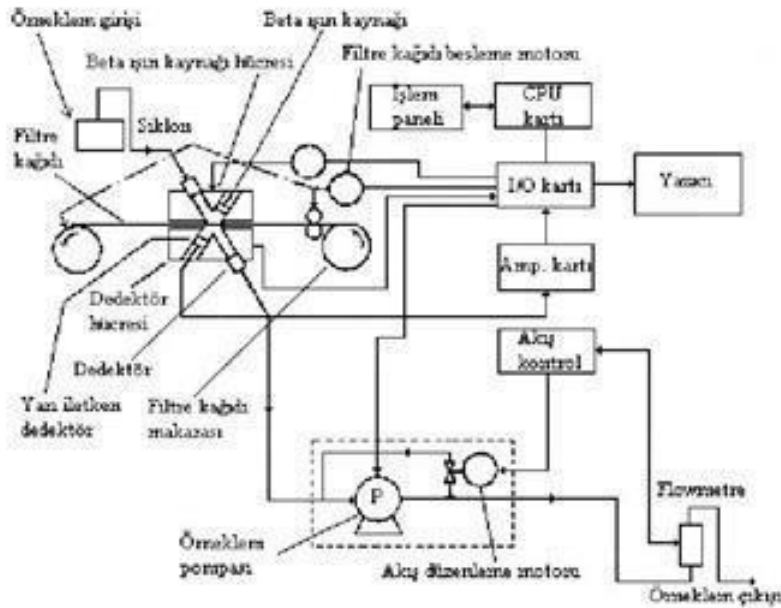 Örneklem girişi
Beta ışın kaynağı
Beta ışın kaynağı hücresi
Filtre kağıdı besleme motoru
İşlem
paneli
CPU
kartı
Siklon
Filtre
kağıdı
I/O kartı
Yazıcı
Amp. kartı
Dedektör
hücresi
Akış
kontrol
Dedektör
Yarı iletken
dedektör
Filtre kağıdı
makarası
P
Flowmetre
Örneklem
pompası
Akış düzenleme motoru
Örneklem çıkışı